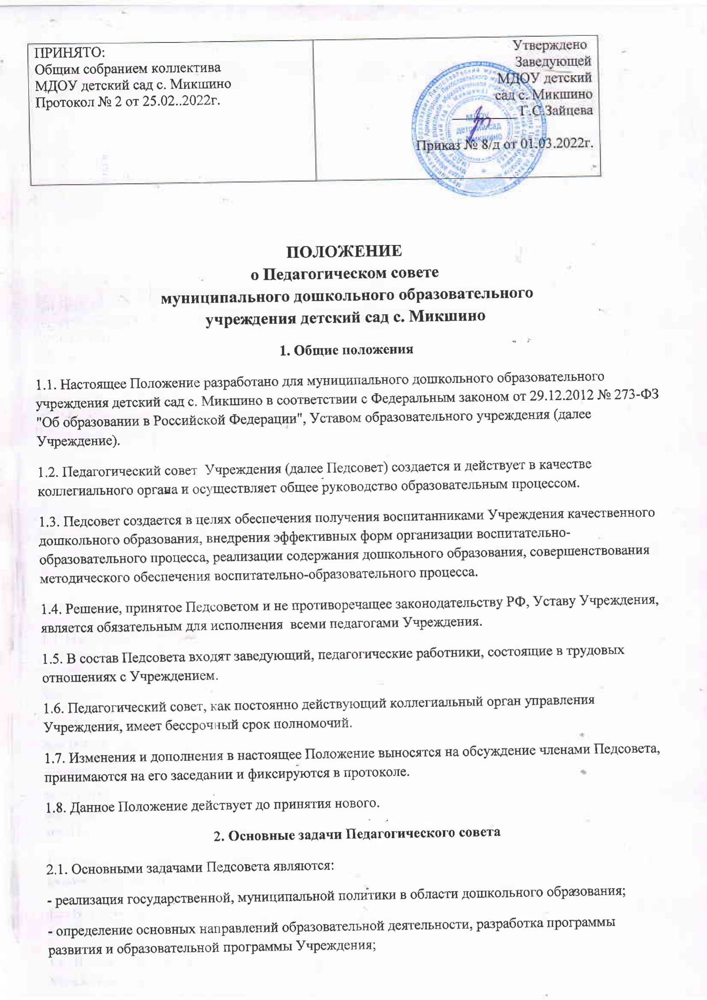 ПРИНЯТО:
Общим собранием коллектива
МДОУ детский сад с. Микшино
Протокол № 2 от 25.02..2022г.
Утверждено
Заведующей
МДОУ детский
сад с. Микшино
Г.С.Зайцева
Приказ № 8/д от 01.03.2022г.
МДОУ
детский сад
с. Микшино
ПОЛОЖЕНИЕ
о Педагогическом совете
муниципального дошкольного образовательного
учреждения детский сад с. Микшино
1. Общие положения
1.1. Настоящее Положение разработано для муниципального дошкольного образовательного
учреждения детский сад с. Микшино в соответствии с Федеральным законом от 29.12.2012 № 273-ФЗ
"Об образовании в Российской Федерации", Уставом образовательного учреждения (далее
Учреждение).
1.2. Педагогический совет  Учреждения (далее Педсовет) создается и действует в качестве
коллегиального органа и осуществляет общее руководство образовательным процессом.
1.3. Педсовет создается в целях обеспечения получения воспитанниками Учреждения качественного
дошкольного образования, внедрения эффективных форм организации воспитательно-
образовательного процесса, реализации содержания дошкольного образования, совершенствования
методического обеспечения воспитательно-образовательного процесса.
1.4. Решение, принятое Педсоветом и не противоречащее законодательству РФ, Уставу Учреждения,
является обязательным для исполнения  всеми педагогами Учреждения.
1.5. В состав Педсовета входят заведующий, педагогические работники, состоящие в трудовых
отношениях с Учреждением.
1.6. Педагогический совет, как постоянно действующий коллегиальный орган управления
Учреждения, имеет бессрочный срок полномочий.
1.7. Изменения и дополнения в настоящее Положение выносятся на обсуждение членами Педсовета,
принимаются на его заседании и фиксируются в протоколе.
1.8. Данное Положение действует до принятия нового.
2. Основные задачи Педагогического совета
2.1. Основными задачами Педсовета являются:
- реализация государственной, муниципальной политики в области дошкольного образования;
- определение основных направлений образовательной деятельности, разработка программы
развития и образовательной программы Учреждения;